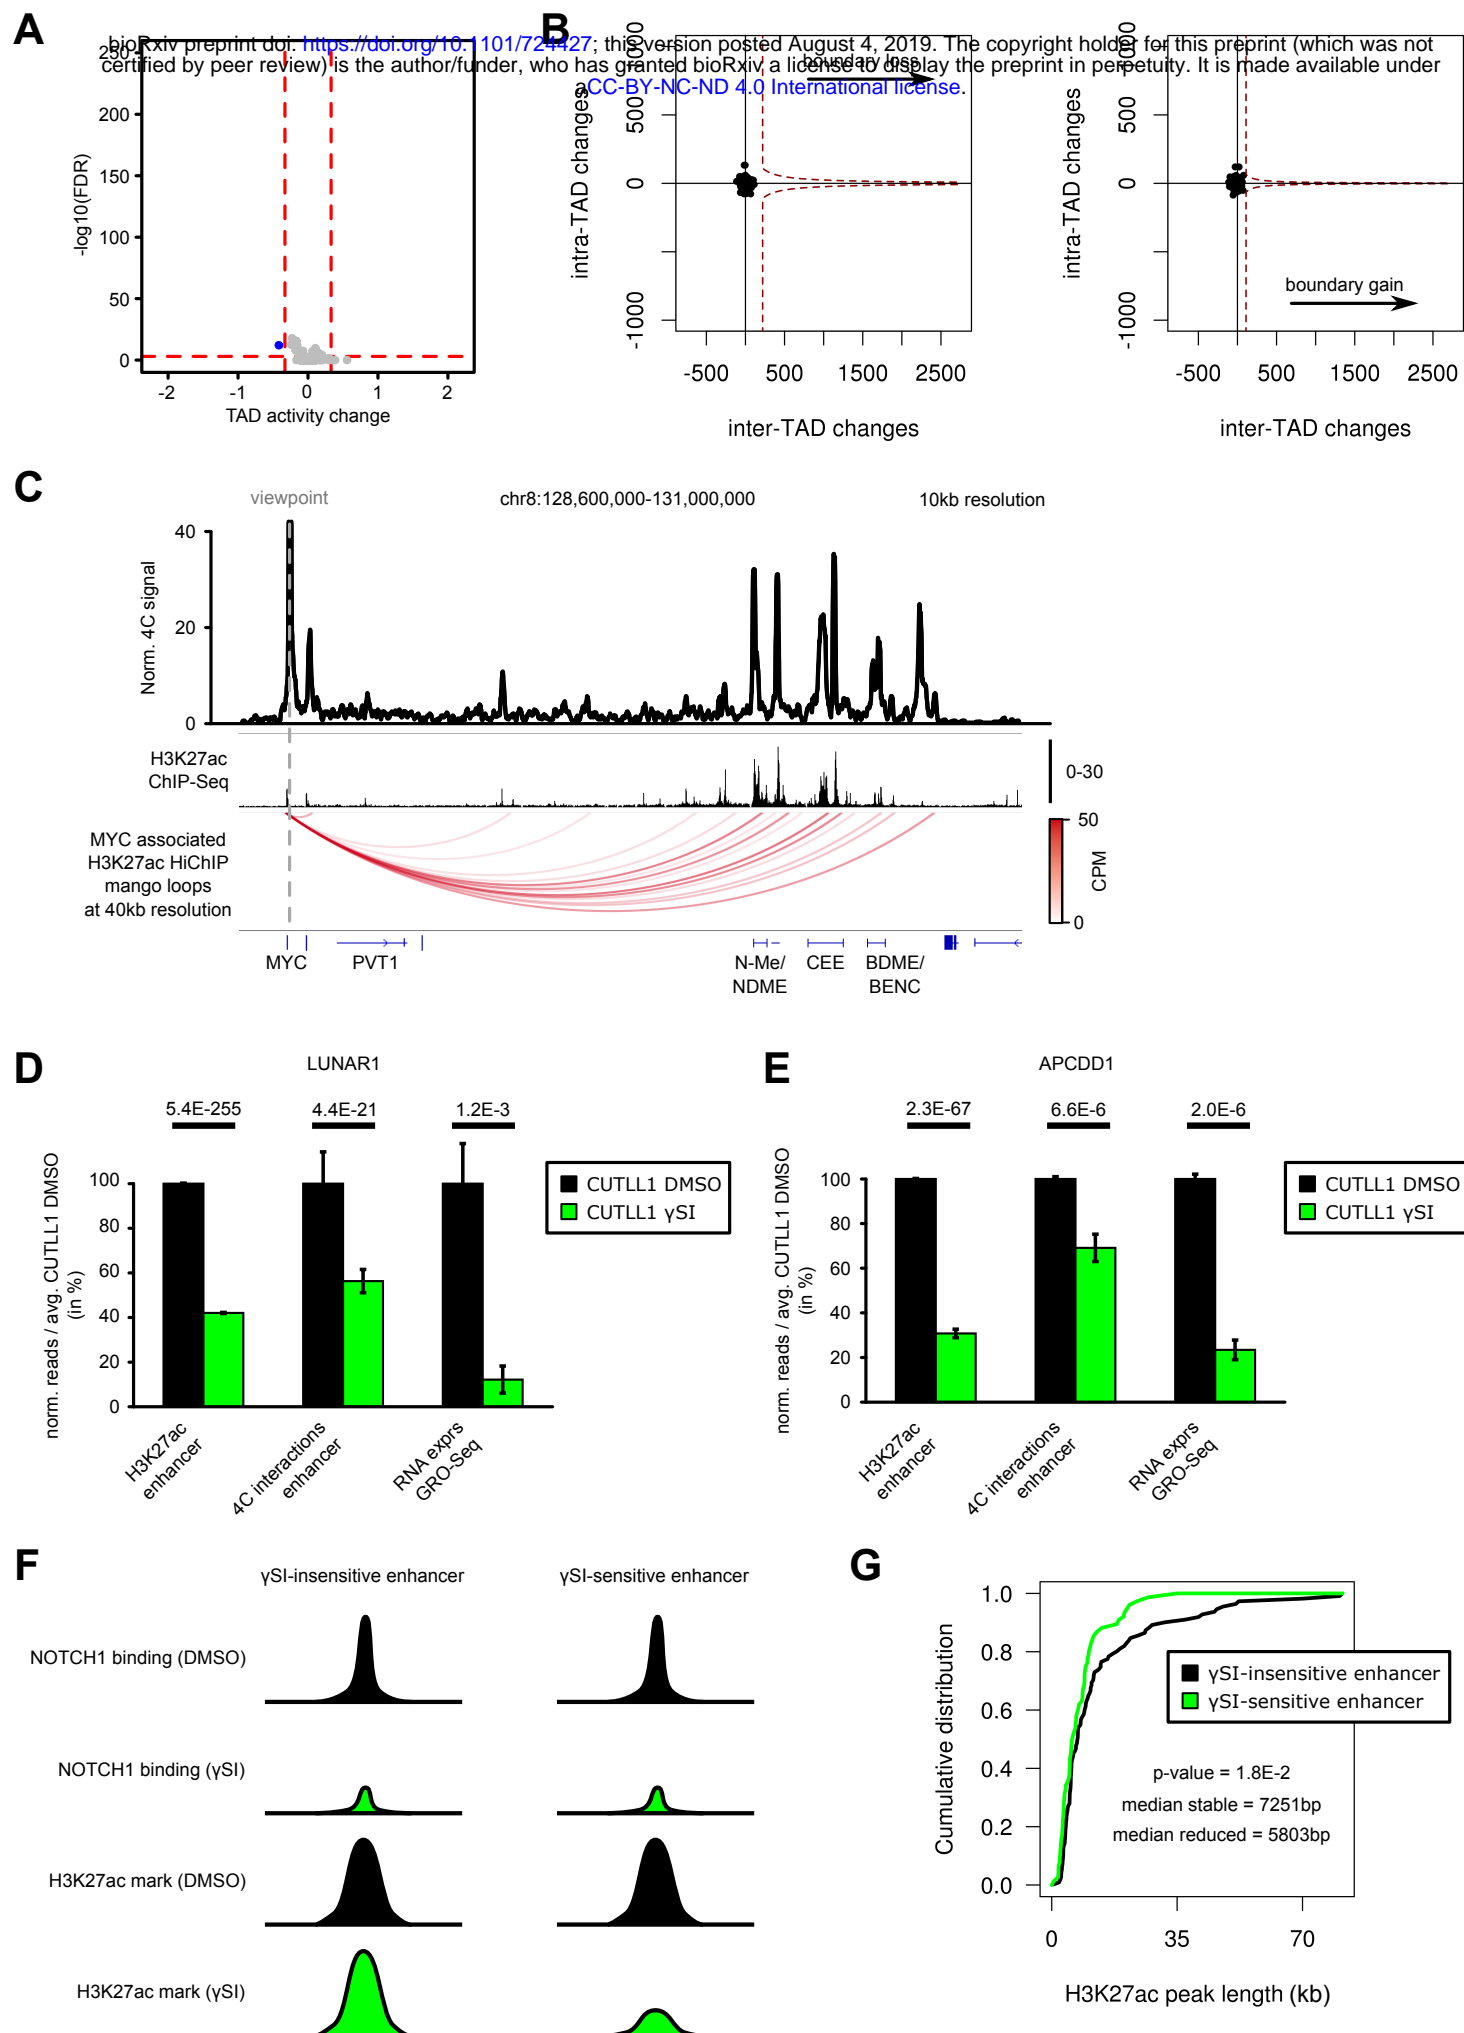 A
B
bioRxiv preprint doi: https://doi.org/10.1101/724427; this version posted August 4, 2019. The copyright holder for this preprint (which was not
certified by peer review) is the author/funder, who has granted bioRxiv a license to display the preprint in perpetuity. It is made available under
aCC-BY-NC-ND 4.0 International license.
250
200
150
100
50
0
-log10(FDR)
-2 -1 0 1 2
TAD activity change
boundary loss
intra-TAD changes
1000
500
0
-1000
-500 500 1500 2500
inter-TAD changes
intra-TAD changes
1000
500
0
-1000
boundary gain
-500 500 1500 2500
inter-TAD changes
C
viewpoint
chr8:128,600,000-131,000,000
10kb resolution
Norm. 4C signal
40
20
0
H3K27ac
ChIP-Seq
0-30
MYC associated
H3K27ac HiChIP
mango loops
at 40kb resolution
50
CPM
0
MYC
PVT1
N-Me/
NDME
CEE
BDME/
BENC
D
LUNAR1
5.4E-255
4.4E-21
1.2E-3
norm. reads / avg. CUTLL1 DMSO
(in %)
100
80
60
40
20
0
CUTLL1 DMSO
CUTLL1 γSI
H3K27ac
enhancer
4C interactions
enhancer
RNA exprs
GRO-Seq
E
APCDD1
2.3E-67
6.6E-6
2.0E-6
norm. reads / avg. CUTLL1 DMSO
(in %)
100
80
60
40
20
0
CUTLL1 DMSO
CUTLL1 γSI
H3K27ac
enhancer
4C interactions
enhancer
RNA exprs
GRO-Seq
F
γSI-insensitive enhancer
γSI-sensitive enhancer
NOTCH1 binding (DMSO)
NOTCH1 binding (γSI)
H3K27ac mark (DMSO)
H3K27ac mark (γSI)
G
Cumulative distribution
1.0
0.8
0.6
0.4
0.2
0.0
γSI-insensitive enhancer
γSI-sensitive enhancer
p-value = 1.8E-2
median stable = 7251bp
median reduced = 5803bp
0 35 70
H3K27ac peak length (kb)